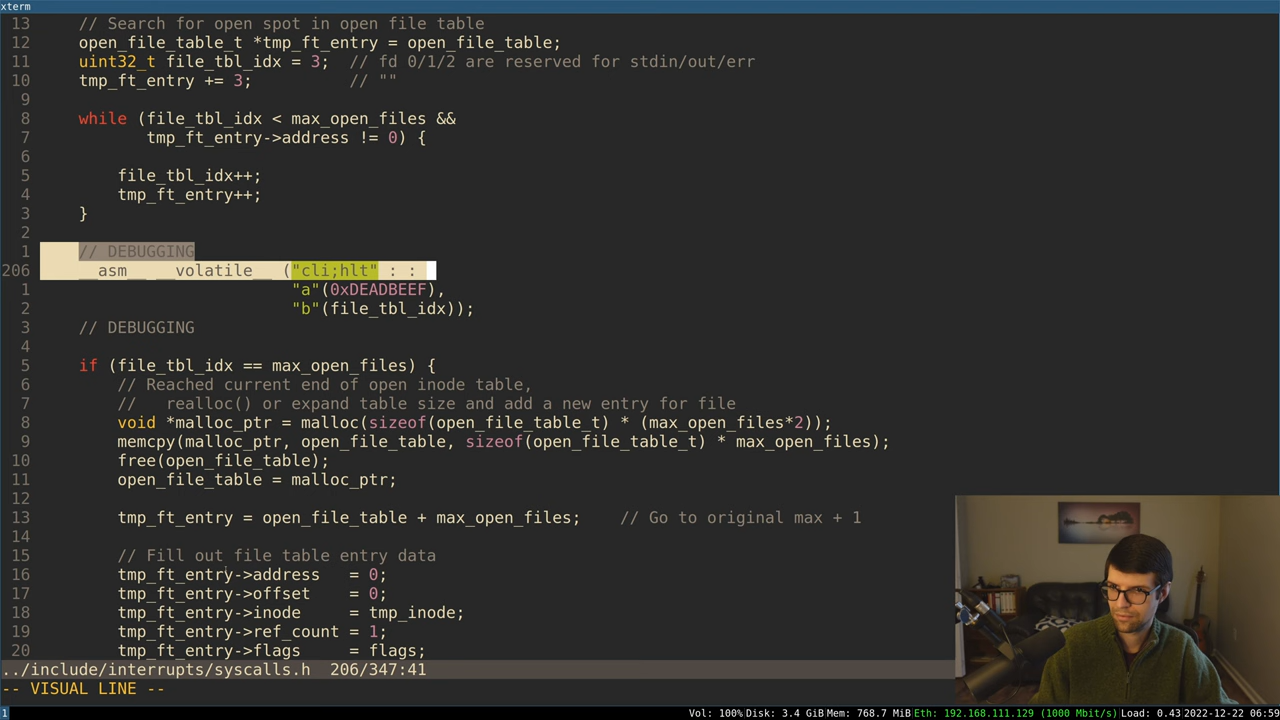 xterm
13 // Search for open spot in open file table
12 open_file_table_t *tmp_ft_entry = open_file_table;
11 uint32_t file_tbl_idx = 3;  // fd 0/1/2 are reserved for stdin/out/err
10 tmp_ft_entry += 3;          // ""
9
8 while (file_tbl_idx < max_open_files &&
7        tmp_ft_entry->address != 0) {
6
5     file_tbl_idx++;
4     tmp_ft_entry++;
3 }
2
1 // DEBUGGING
206 __asm__ __volatile__ ("cli;hlt" : :
1                       "a"(0xDEADBEEF),
2                       "b"(file_tbl_idx));
3 // DEBUGGING
4
5 if (file_tbl_idx == max_open_files) {
6     // Reached current end of open inode table,
7     //   realloc() or expand table size and add a new entry for file
8     void *malloc_ptr = malloc(sizeof(open_file_table_t) * (max_open_files*2));
9     memcpy(malloc_ptr, open_file_table, sizeof(open_file_table_t) * max_open_files);
10     free(open_file_table);
11     open_file_table = malloc_ptr;
12
13     tmp_ft_entry = open_file_table + max_open_files;    // Go to original max + 1
14
15     // Fill out file table entry data
16     tmp_ft_entry->address   = 0;
17     tmp_ft_entry->offset    = 0;
18     tmp_ft_entry->inode     = tmp_inode;
19     tmp_ft_entry->ref_count = 1;
20     tmp_ft_entry->flags     = flags;
../include/interrupts/syscalls.h  206/347:41
-- VISUAL LINE --
1 Vol: 100% Disk: 3.4 GiB Mem: 768.7 MiB Eth: 192.168.111.129 (1000 Mbit/s) Load: 0.43 2022-12-22 06:59